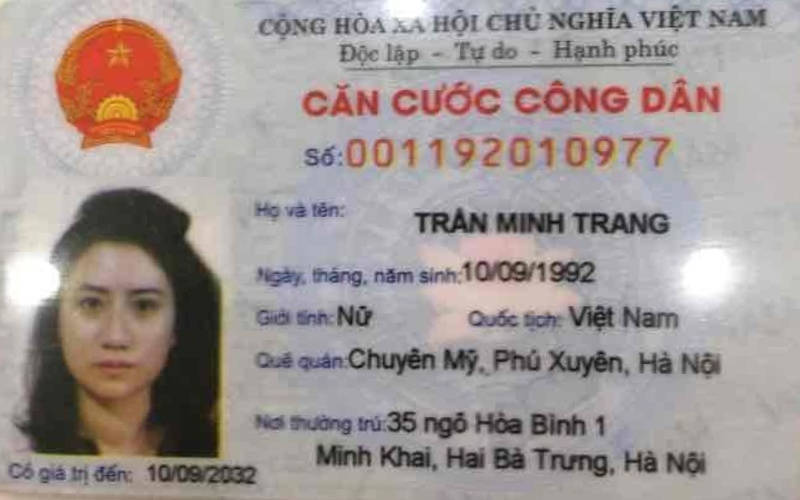 CỘNG HÒA XÃ HỘI CHỦ NGHĨA VIỆT NAM
Độc lập - Tự do - Hạnh phúc
CĂN CƯỚC CÔNG DÂN
Số: 001192010977
Họ và tên: TRẦN MINH TRANG
Ngày, tháng, năm sinh: 10/09/1992
Giới tính: Nữ Quốc tịch: Việt Nam
Quê quán: Chuyên Mỹ, Phú Xuyên, Hà Nội
Nơi thường trú: 35 ngõ Hòa Bình 1
Minh Khai, Hai Bà Trưng, Hà Nội
Có giá trị đến: 10/09/2032